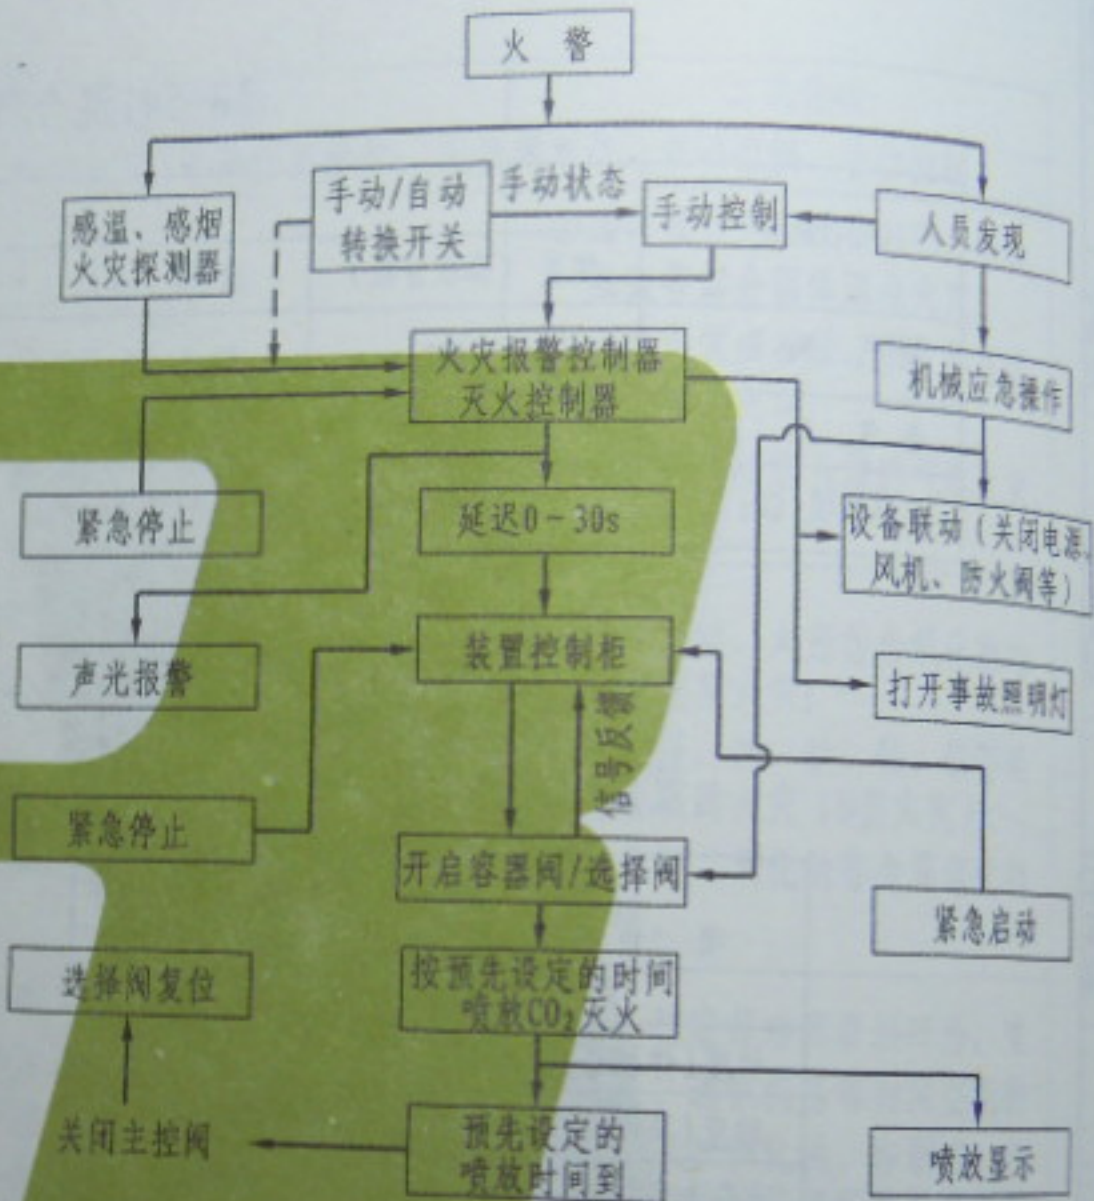 火 警
手动/自动
转换开关
手动状态
手动控制
感温、感烟
火灾探测器
人员发现
火灾报警控制器
灭火控制器
机械应急操作
紧急停止
延迟0-30s
设备联动(关闭电源、
风机、防火阀等)
声光报警
装置控制柜
打开事故照明灯
信号反馈
紧急停止
开启容器阀/选择阀
紧急启动
选择阀复位
按预先设定的时间
喷放CO₂灭火
关闭主控阀
预先设定的
喷放时间到
喷放显示